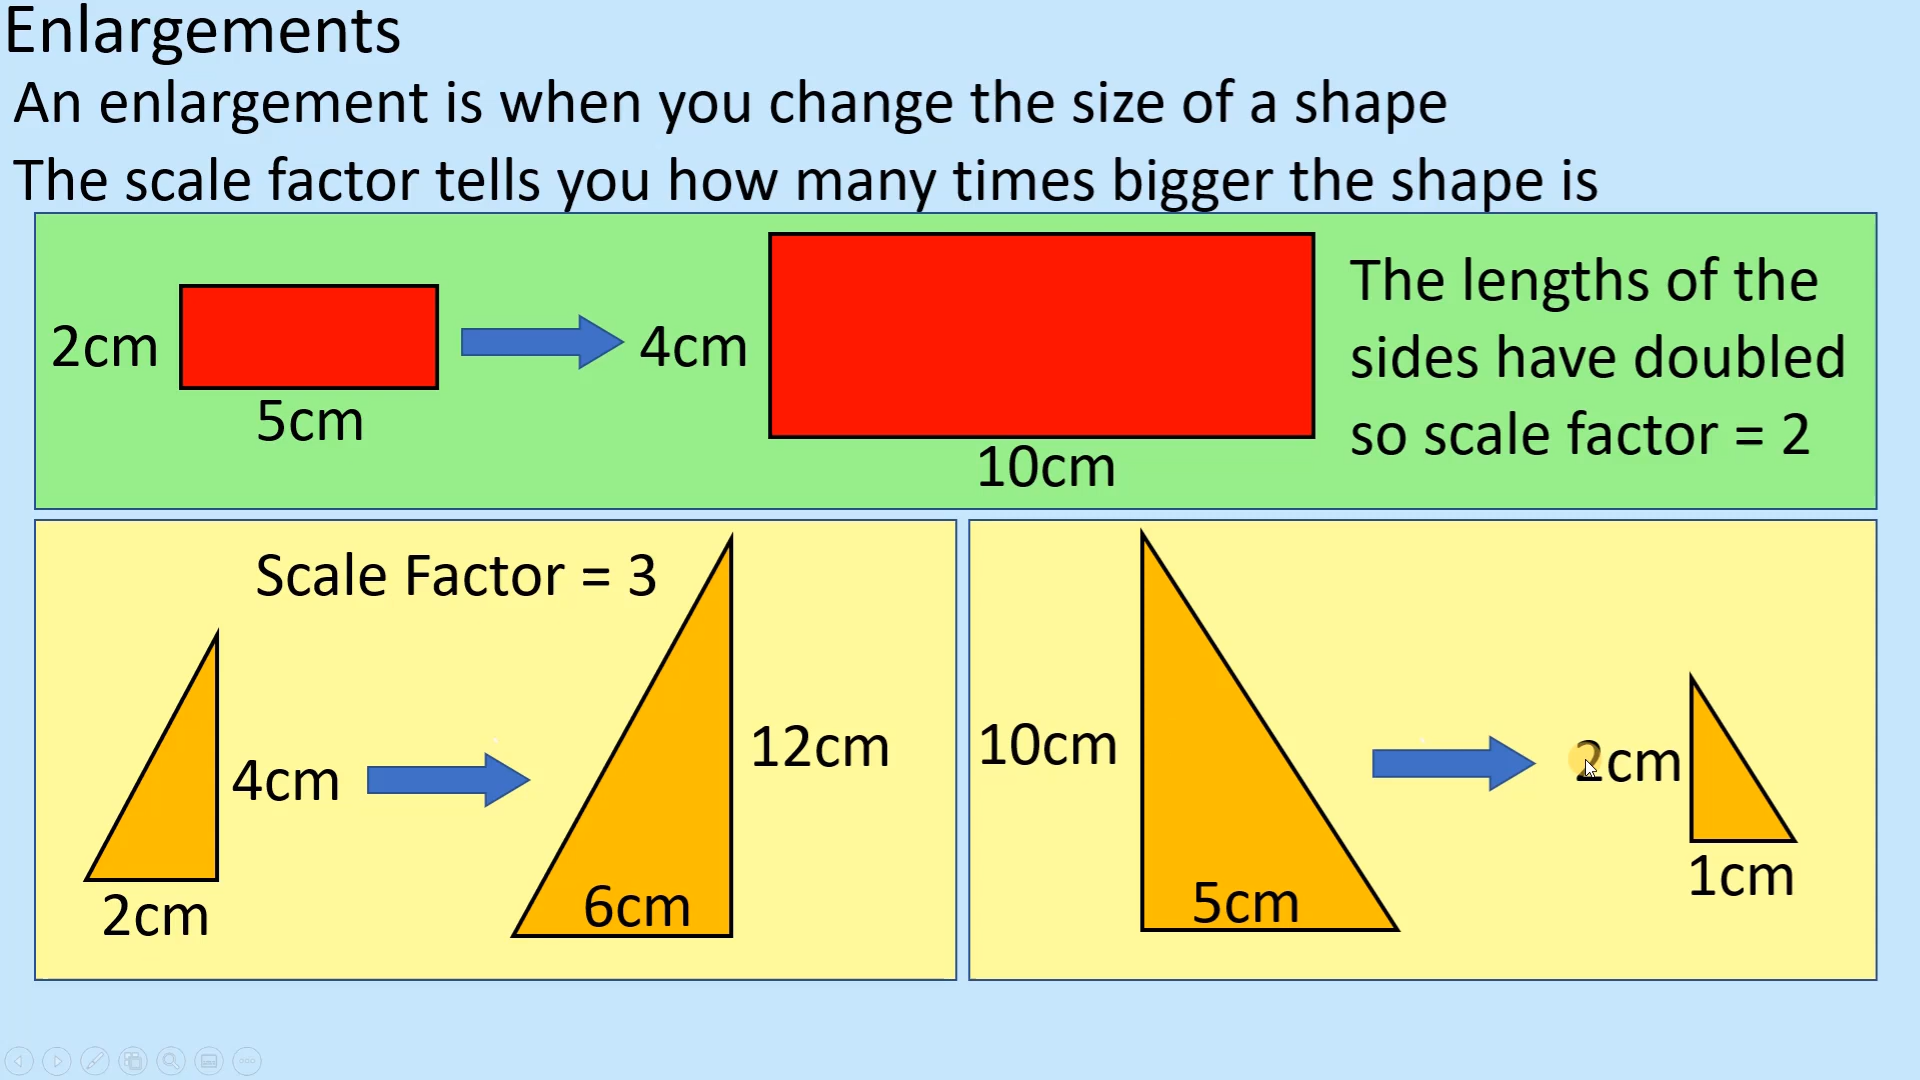 Enlargements
An enlargement is when you change the size of a shape
The scale factor tells you how many times bigger the shape is
2cm
5cm
4cm
10cm
The lengths of the
sides have doubled
so scale factor = 2
Scale Factor = 3
4cm
2cm
12cm
6cm
10cm
5cm
2cm
1cm